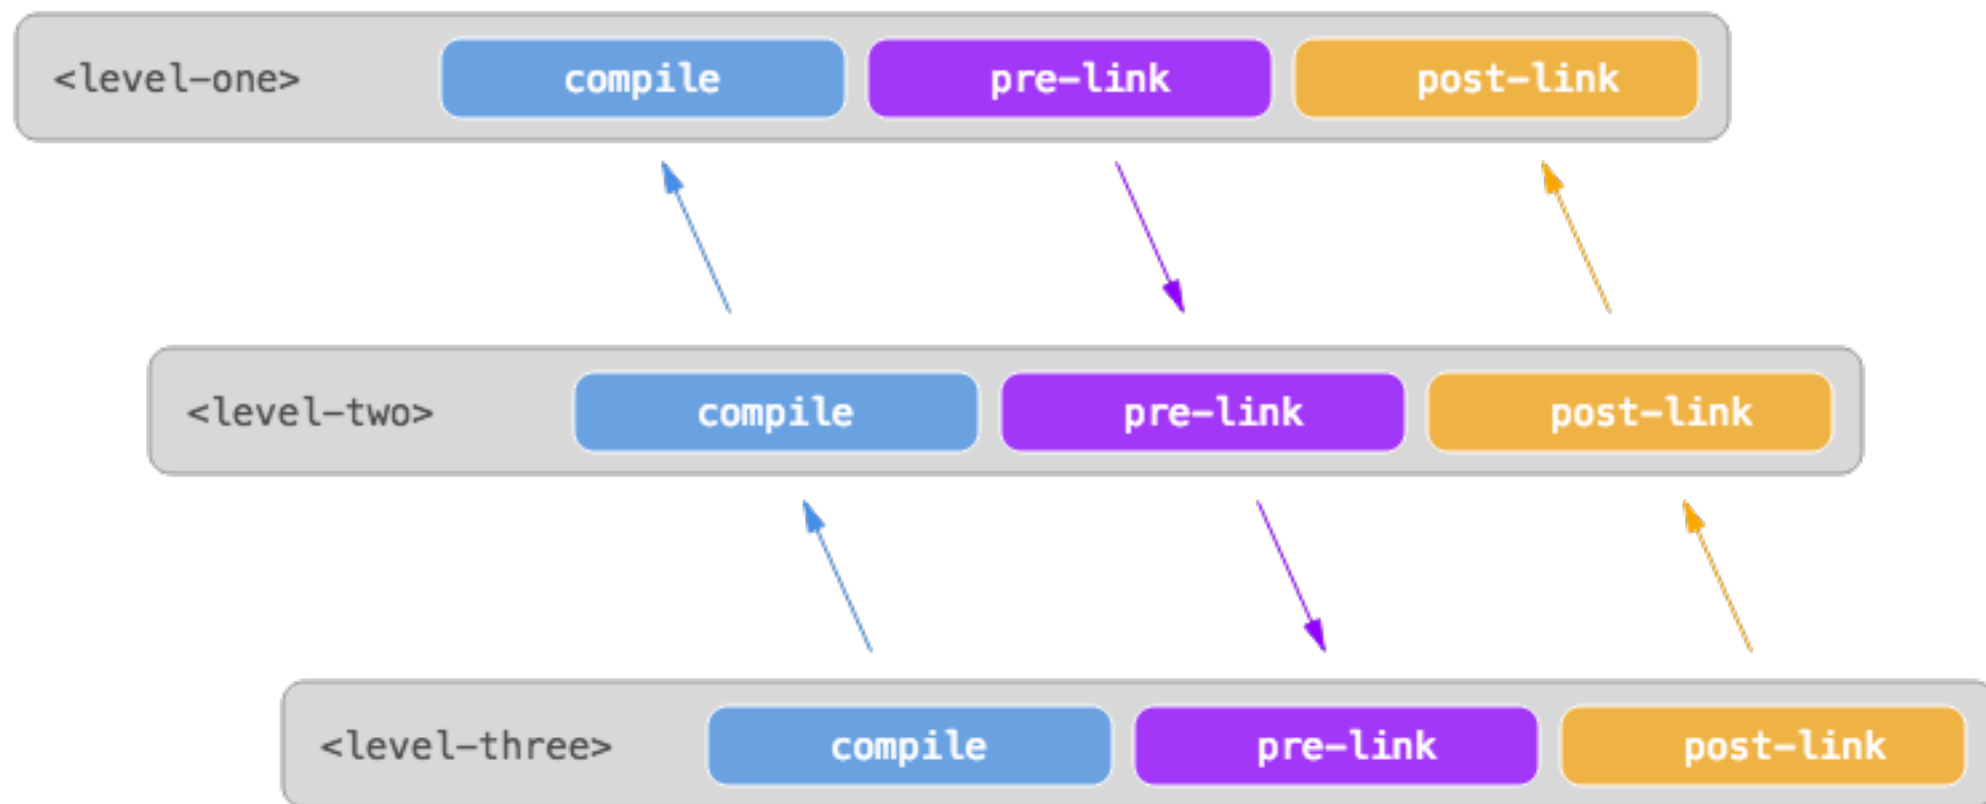 <level-one> compile pre-link post-link
<level-two> compile pre-link post-link
<level-three> compile pre-link post-link